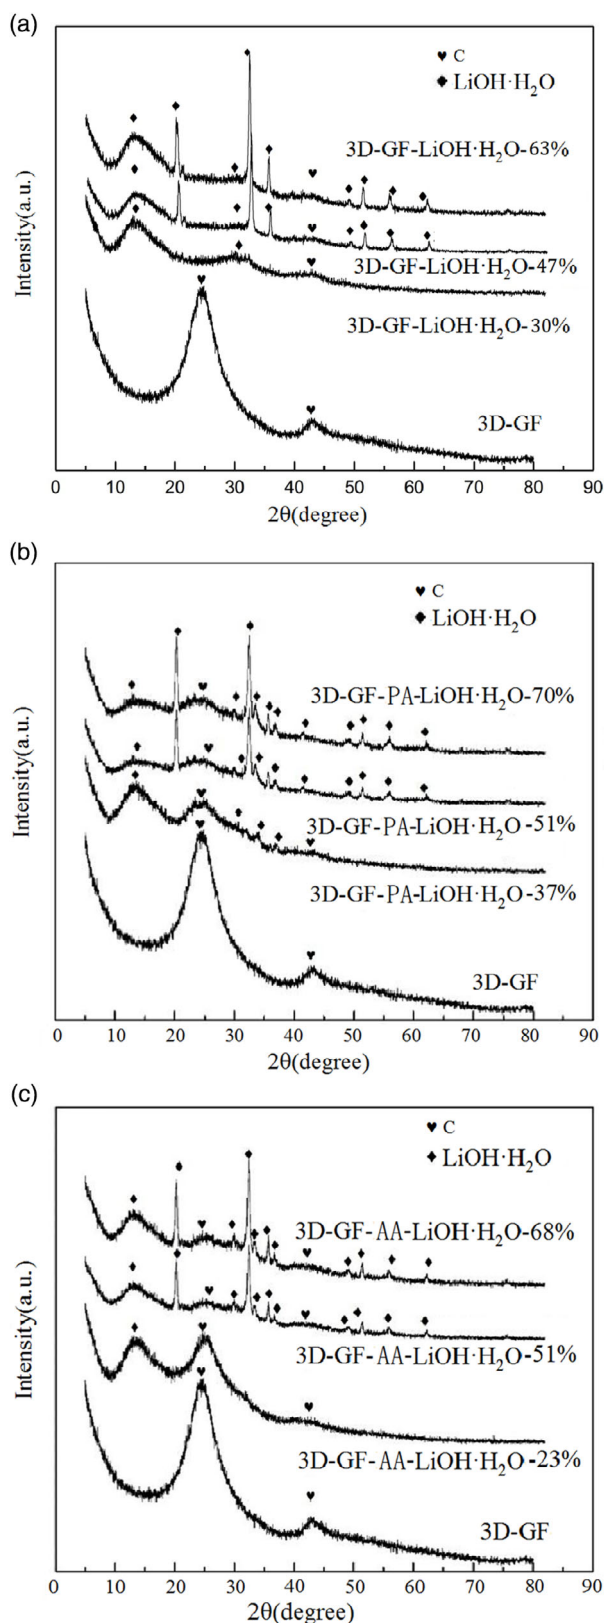 (a)
♥ C
♦ LiOH·H₂O
3D-GF-LiOH·H₂O-63%
3D-GF-LiOH·H₂O-47%
3D-GF-LiOH·H₂O-30%
3D-GF
Intensity(a.u.)
0 10 20 30 40 50 60 70 80 90
2θ(degree)
(b)
♥ C
♦ LiOH·H₂O
3D-GF-PA-LiOH·H₂O-70%
3D-GF-PA-LiOH·H₂O-51%
3D-GF-PA-LiOH·H₂O-37%
3D-GF
Intensity(a.u.)
0 10 20 30 40 50 60 70 80 90
2θ(degree)
(c)
♥ C
♦ LiOH·H₂O
3D-GF-AA-LiOH·H₂O-68%
3D-GF-AA-LiOH·H₂O-51%
3D-GF-AA-LiOH·H₂O-23%
3D-GF
Intensity(a.u.)
0 10 20 30 40 50 60 70 80 90
2θ(degree)